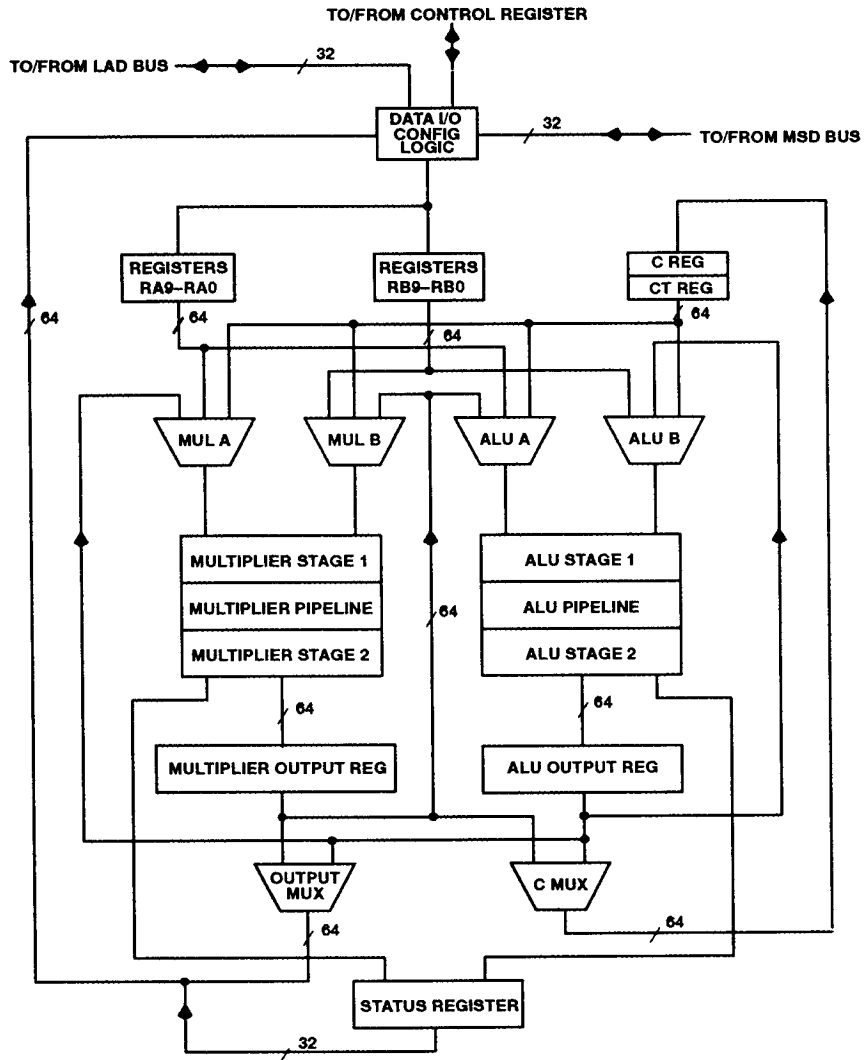 TO/FROM CONTROL REGISTER
TO/FROM LAD BUS
32
DATA I/O
CONFIG
LOGIC
32
TO/FROM MSD BUS
REGISTERS
RA9–RA0
REGISTERS
RB9–RB0
C REG
CT REG
64
64
64
64
MUL A
MUL B
ALU A
ALU B
MULTIPLIER STAGE 1
MULTIPLIER PIPELINE
MULTIPLIER STAGE 2
ALU STAGE 1
ALU PIPELINE
ALU STAGE 2
64
64
64
MULTIPLIER OUTPUT REG
ALU OUTPUT REG
OUTPUT
MUX
C MUX
64
64
STATUS REGISTER
32